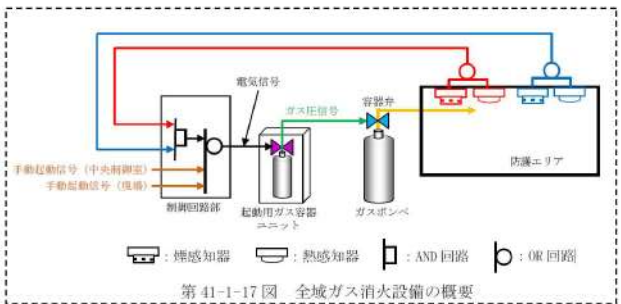 電気信号
ガス圧信号
容器弁
防護エリア
手動起動信号（中央制御室）
手動起動信号（現場）
制御回路部
起動用ガス容器
ユニット
ガスボンベ
：煙感知器
：熱感知器
：AND 回路
：OR 回路
第 41-1-17 図　全域ガス消火設備の概要